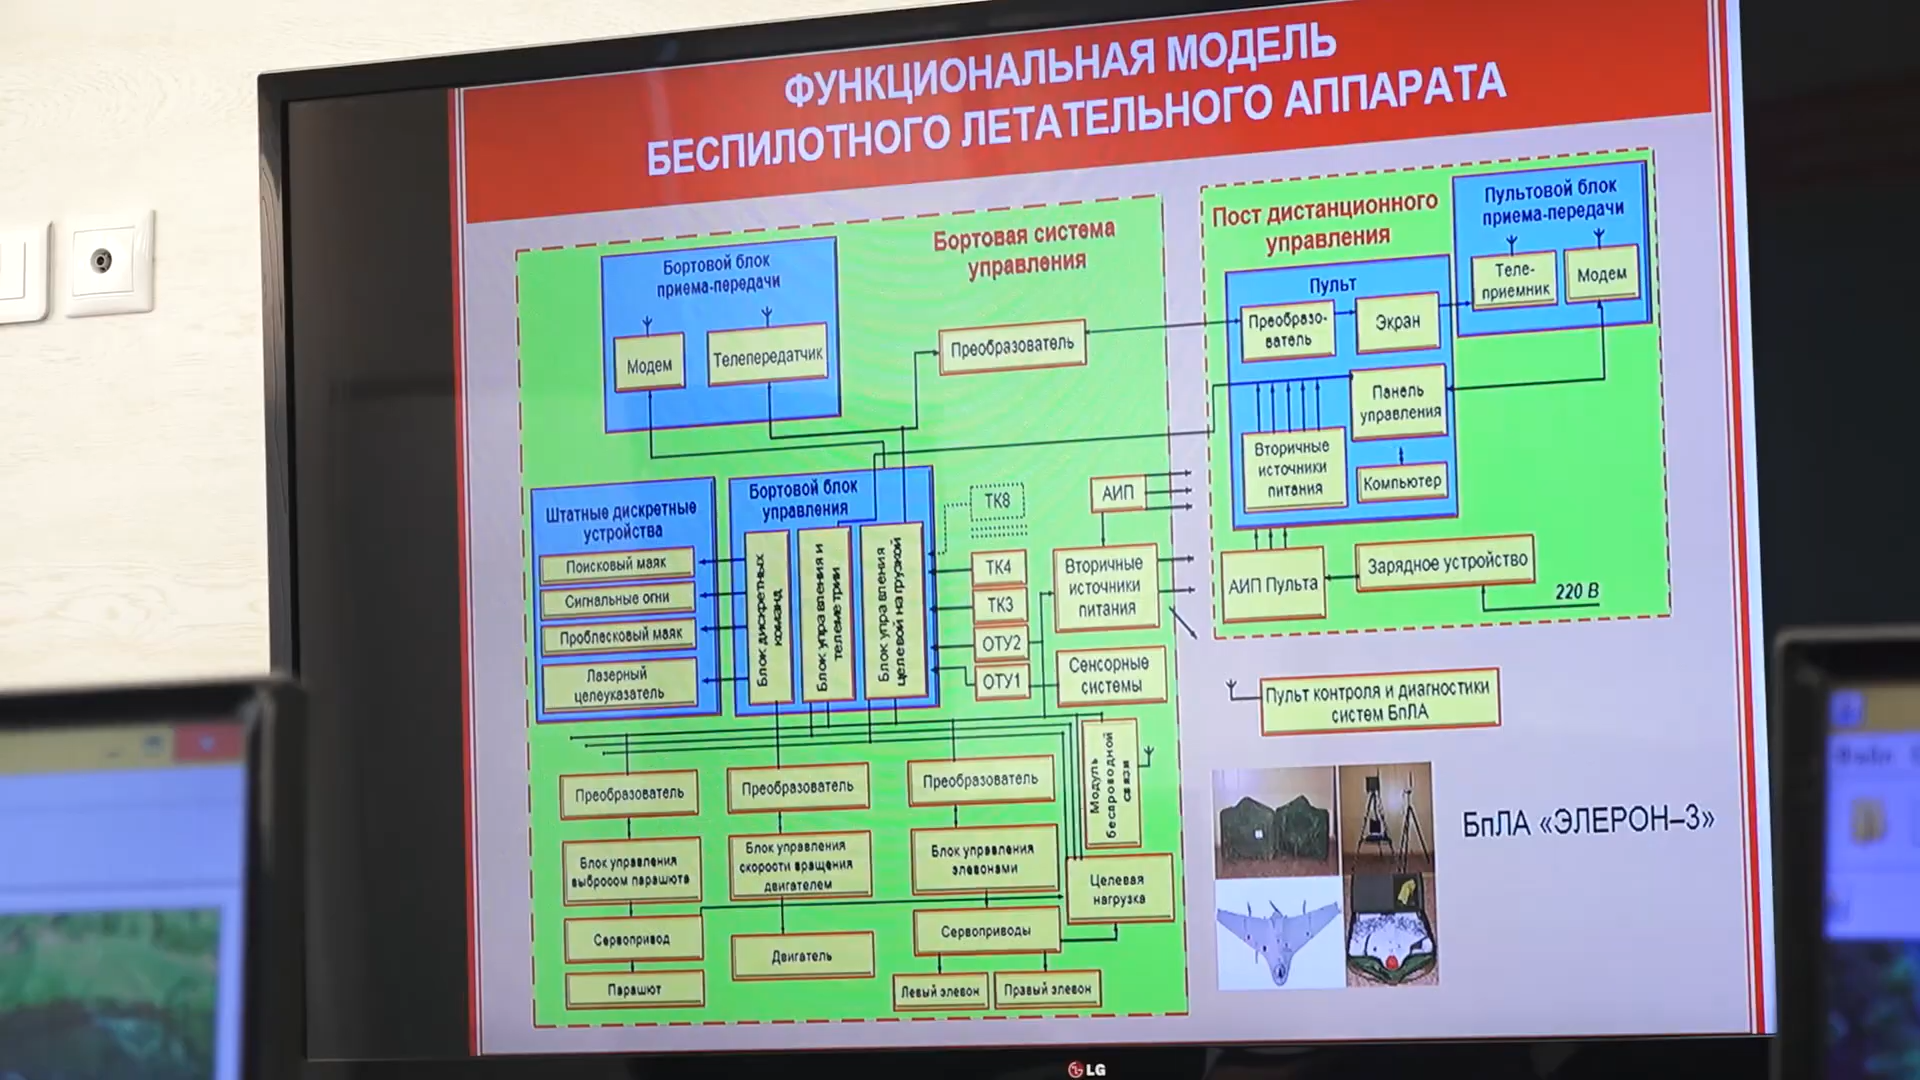 ФУНКЦИОНАЛЬНАЯ МОДЕЛЬ
БЕСПИЛОТНОГО ЛЕТАТЕЛЬНОГО АППАРАТА
Бортовая система
управления
Бортовой блок
приема-передачи
Модем
Телепередатчик
Преобразователь
Штатные дискретные
устройства
Поисковый маяк
Сигнальные огни
Проблесковый маяк
Лазерный
целеуказатель
Бортовой блок
управления
Блок дискретных
команд
Блок управления и
телеметрии
Блок управления
целевой нагрузкой
ТК8
ТК4
ТК3
ОТУ2
ОТУ1
АИП
Вторичные
источники
питания
Сенсорные
системы
Модуль
беспроводной
связи
Преобразователь
Преобразователь
Преобразователь
Блок управления
выбросом парашюта
Блок управления
скорости вращения
двигателем
Блок управления
элевонами
Целевая
нагрузка
Сервопривод
Двигатель
Сервоприводы
Парашют
Левый элевон
Правый элевон
Пост дистанционного
управления
Пультовой блок
приема-передачи
Теле-
приемник
Модем
Пульт
Преобразо-
ватель
Экран
Панель
управления
Вторичные
источники
питания
Компьютер
АИП Пульта
Зарядное устройство
220 В
Пульт контроля и диагностики
систем БпЛА
БпЛА «ЭЛЕРОН–3»
LG
Файл